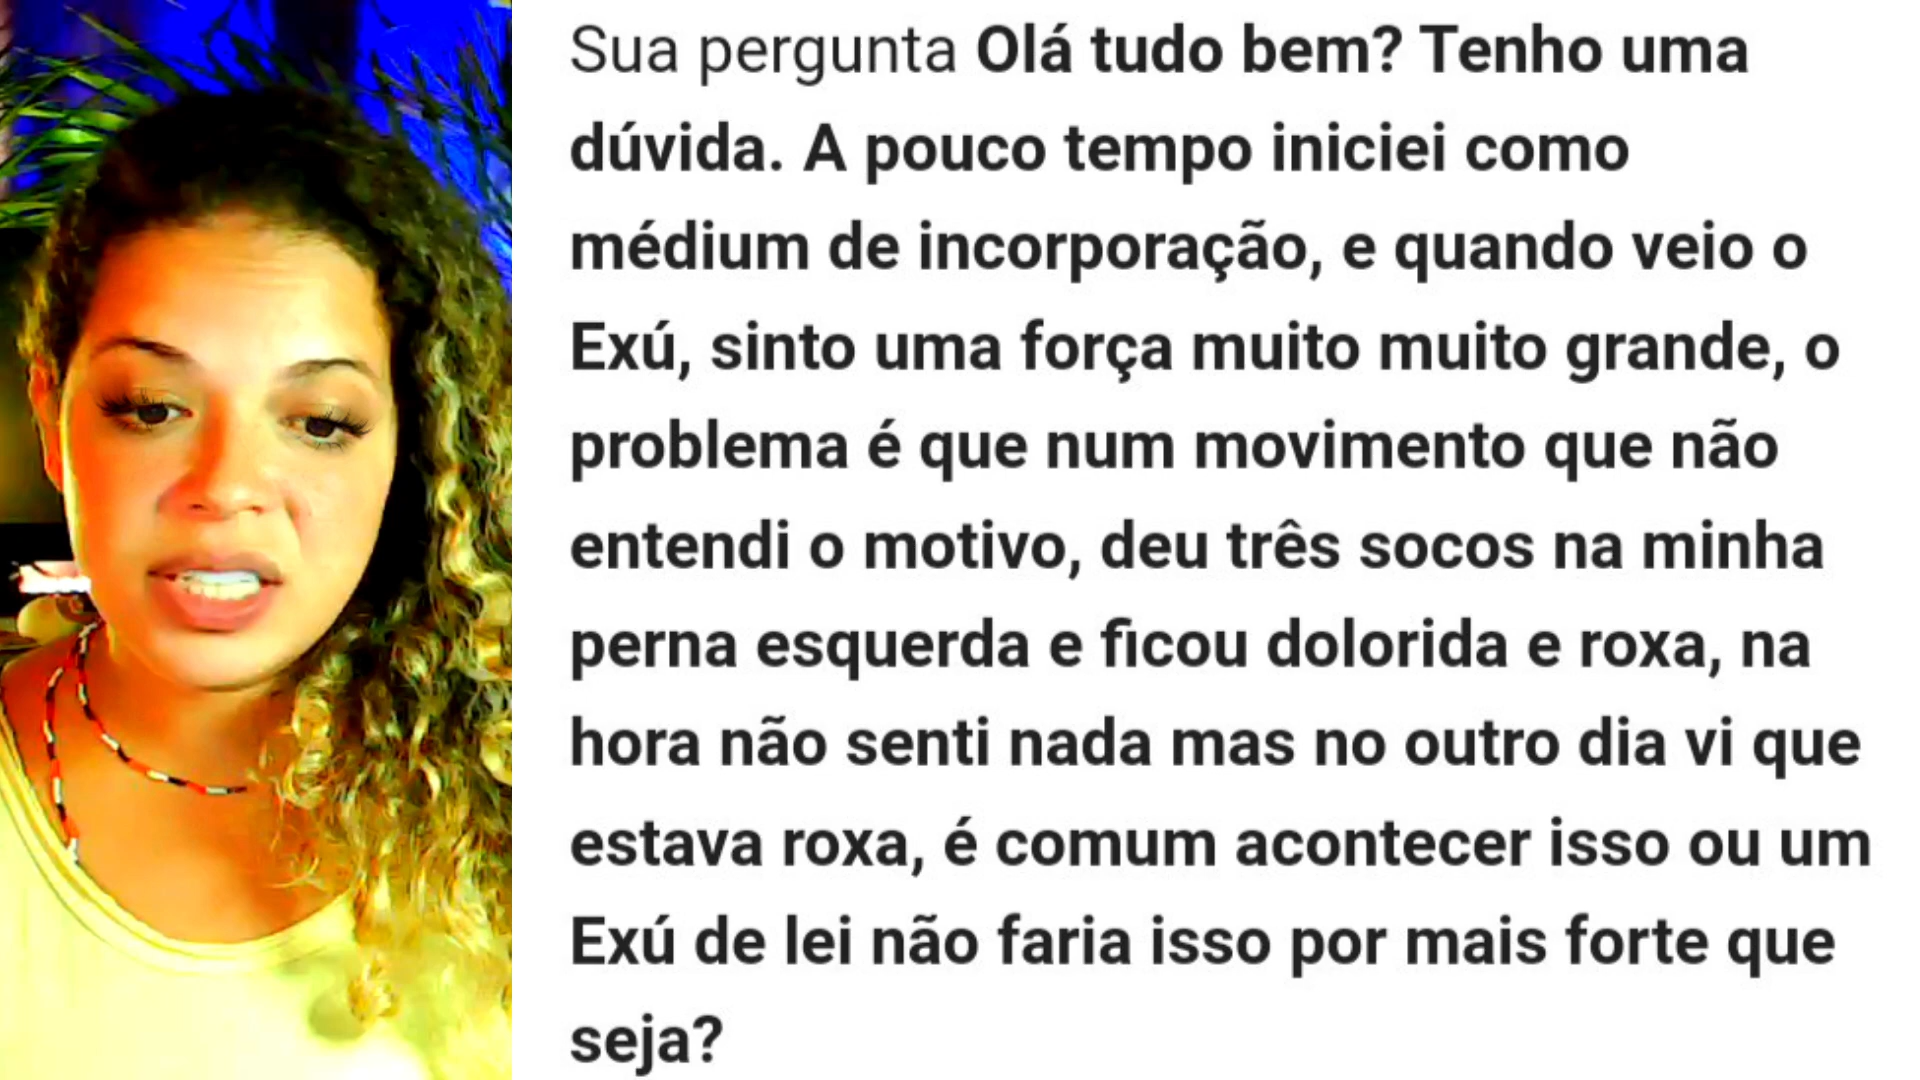 Sua pergunta Olá tudo bem? Tenho uma
dúvida. A pouco tempo iniciei como
médium de incorporação, e quando veio o
Exú, sinto uma força muito muito grande, o
problema é que num movimento que não
entendi o motivo, deu três socos na minha
perna esquerda e ficou dolorida e roxa, na
hora não senti nada mas no outro dia vi que
estava roxa, é comum acontecer isso ou um
Exú de lei não faria isso por mais forte que
seja?